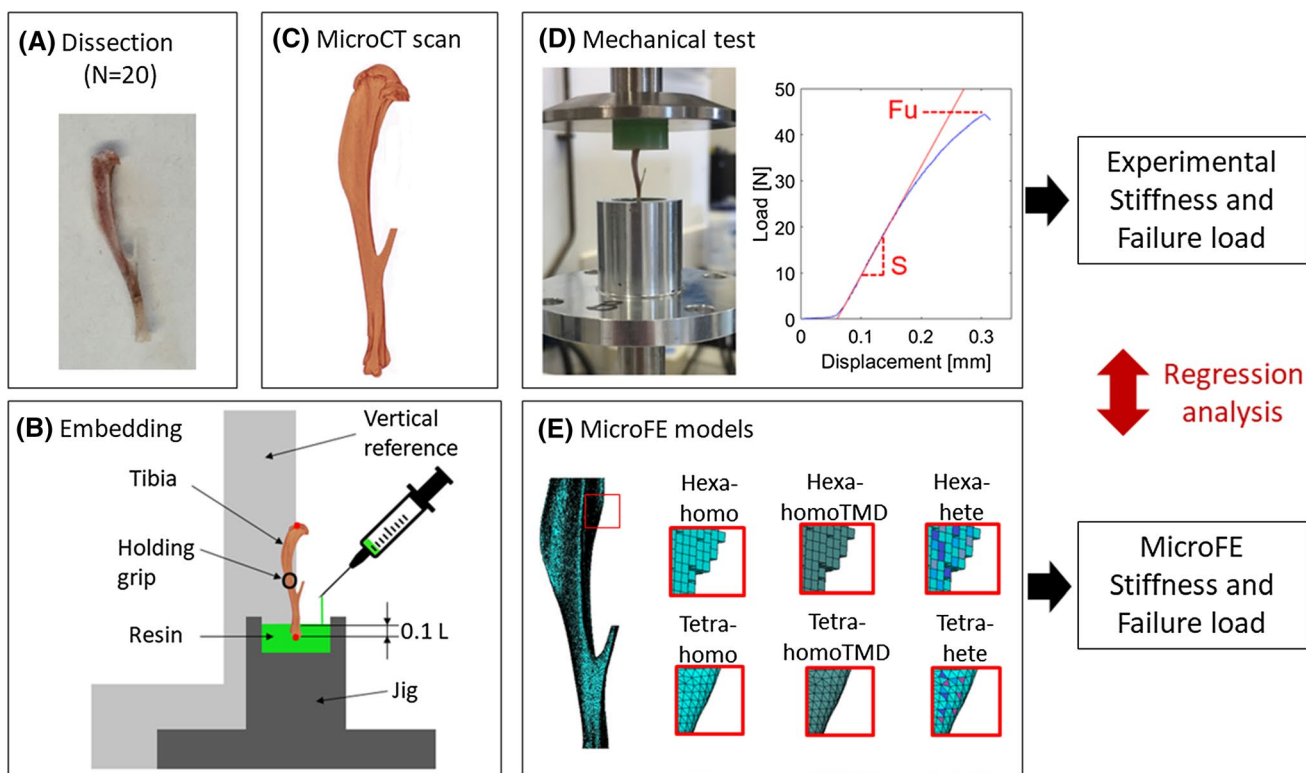 (A) Dissection
(N=20)
(C) MicroCT scan
(D) Mechanical test
50
40
30
20
10
0
Load [N]
Fu
S
0
0.1
0.2
0.3
Displacement [mm]
Experimental
Stiffness and
Failure load
Regression
analysis
(B) Embedding
Vertical
reference
Tibia
Holding
grip
Resin
0.1 L
Jig
(E) MicroFE models
Hexa-
homo
Hexa-
homoTMD
Hexa-
hete
Tetra-
homo
Tetra-
homoTMD
Tetra-
hete
MicroFE
Stiffness and
Failure load